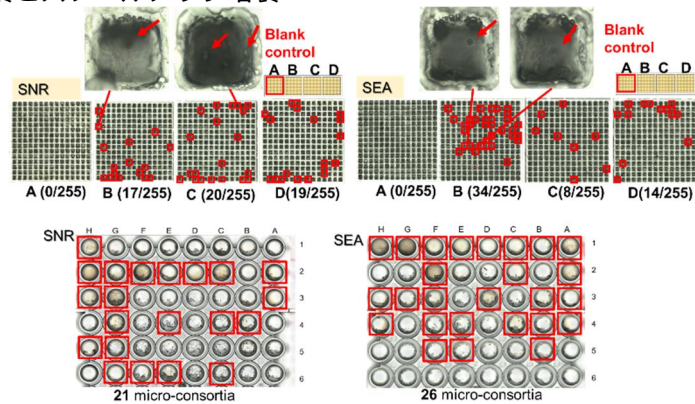 Blank
control
A B C D
SNR
A (0/255)
B (17/255)
C (20/255)
D(19/255)
Blank
control
A B C D
SEA
A (0/255)
B (34/255)
C(8/255)
D(14/255)
SNR
H G F E D C B A
1
2
3
4
5
6
21 micro-consortia
SEA
H G F E D C B A
1
2
3
4
5
6
26 micro-consortia